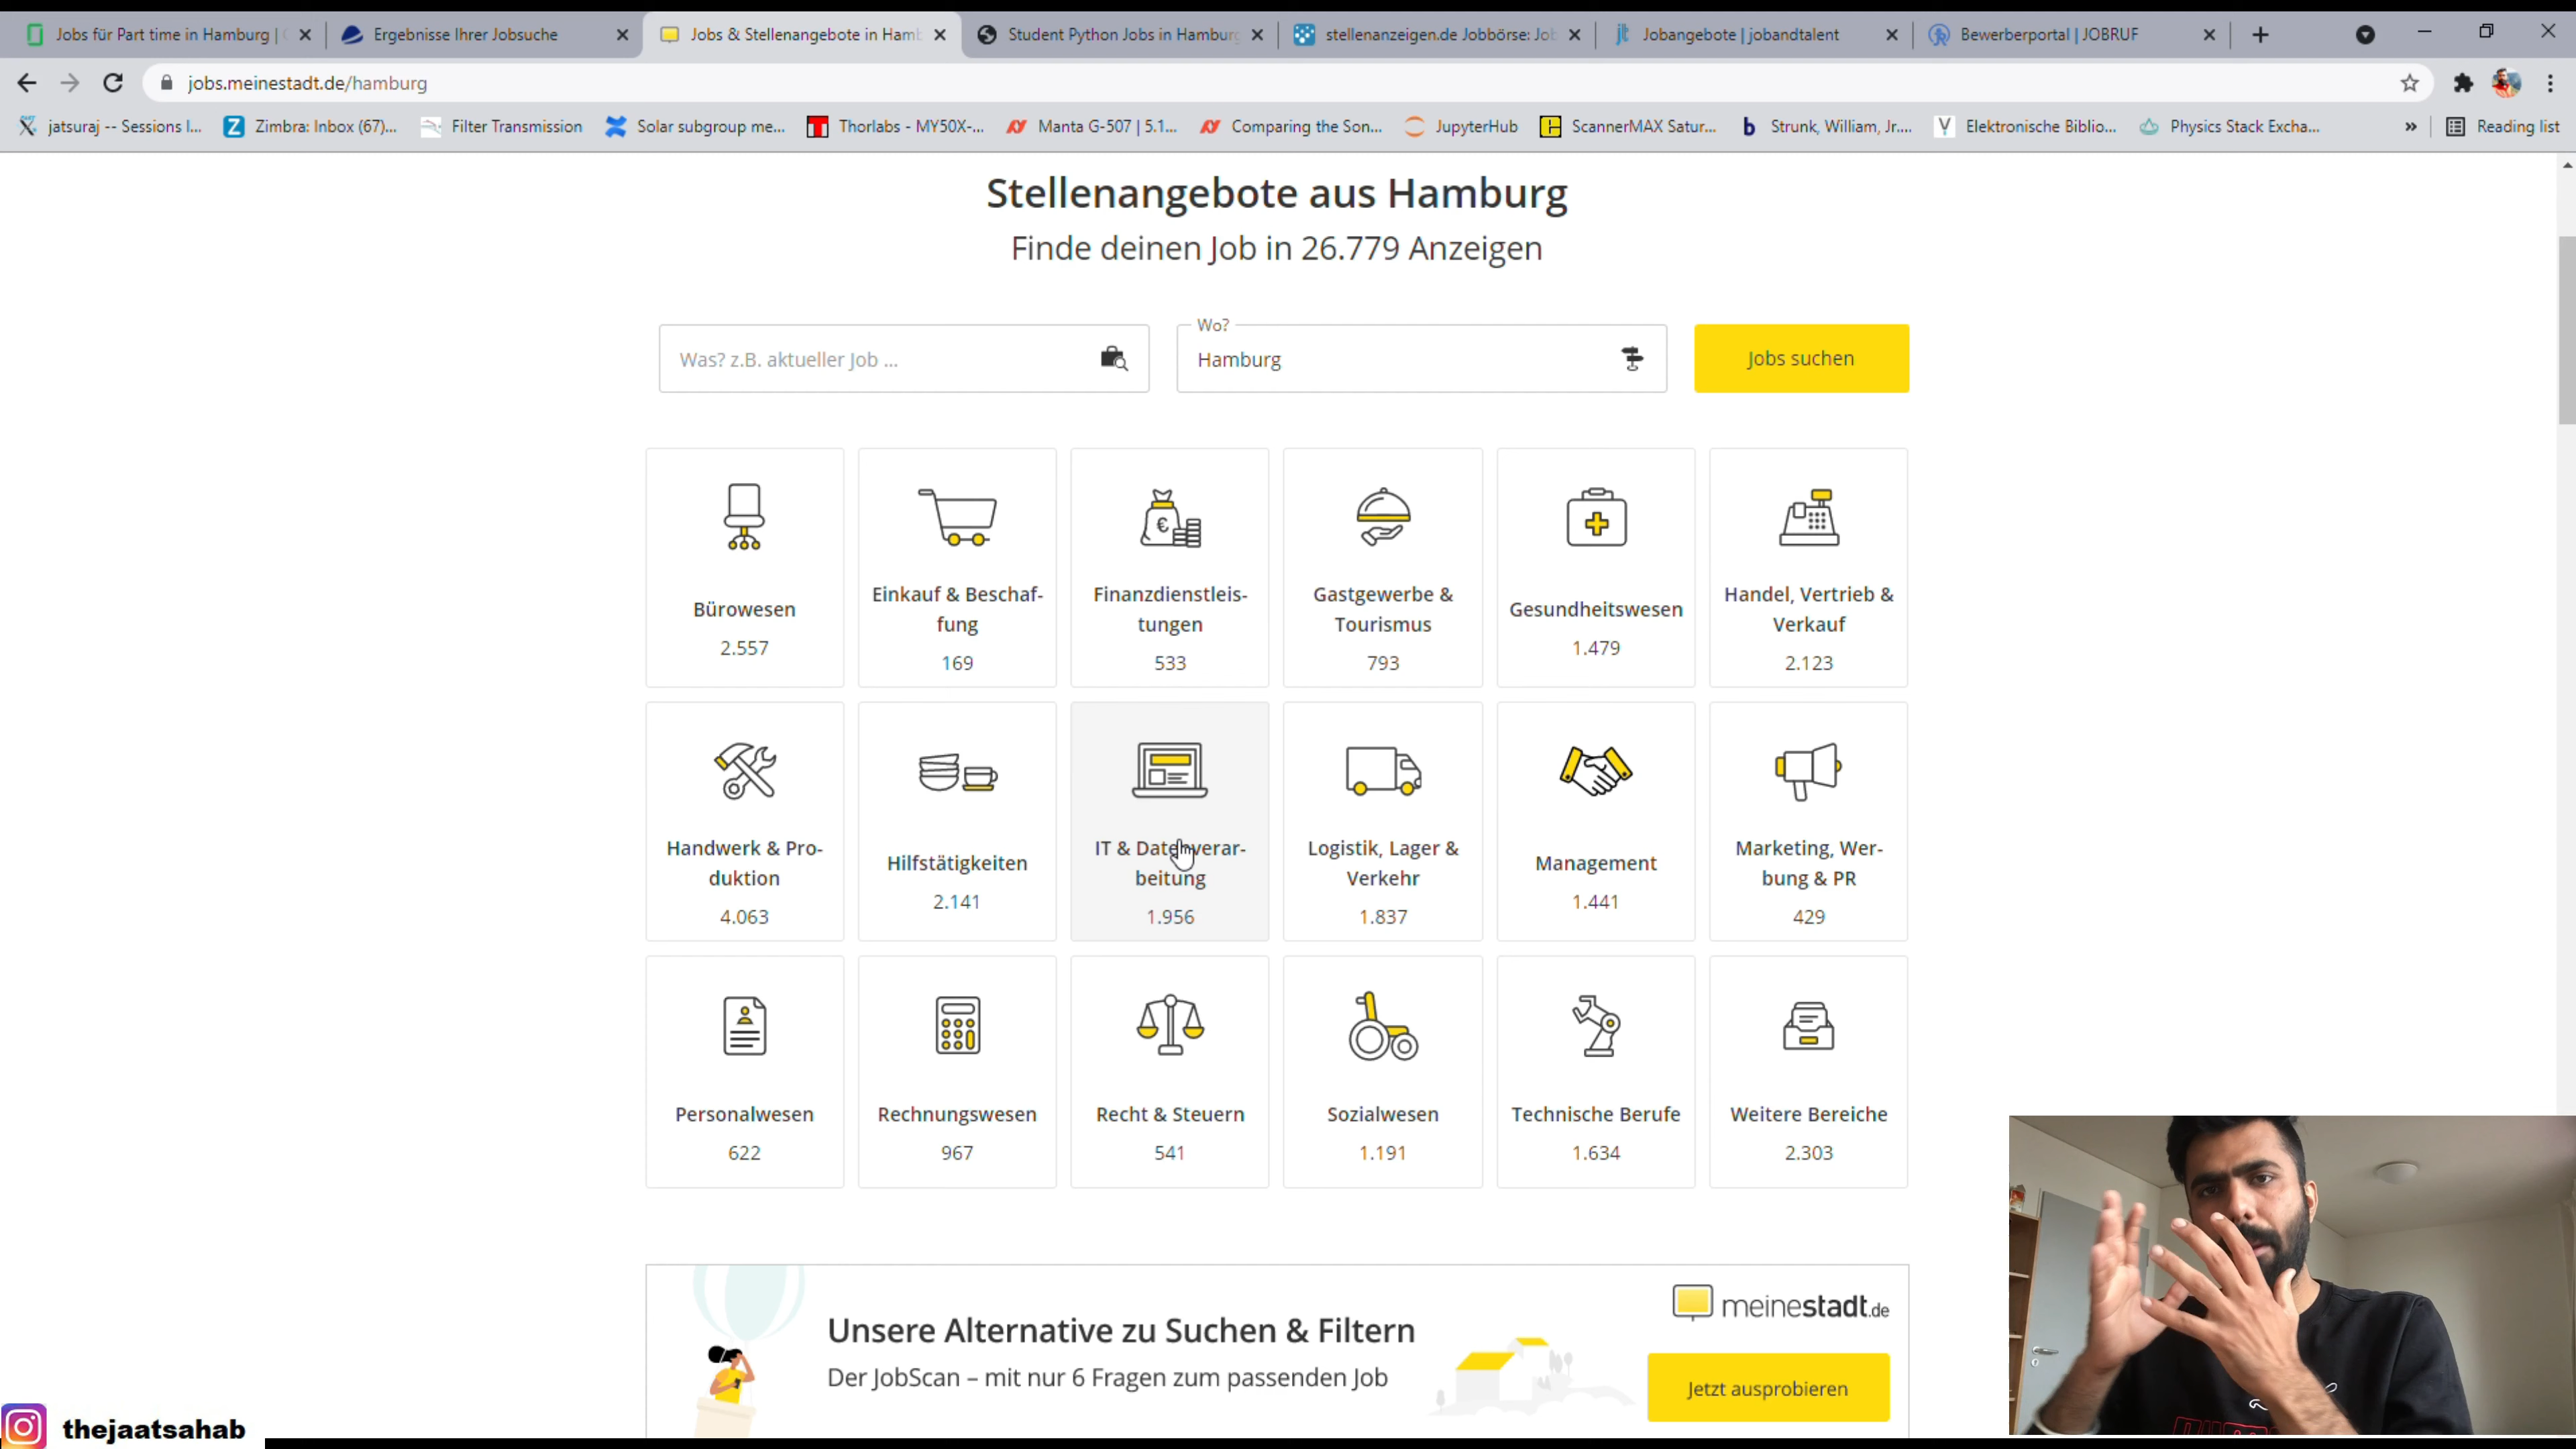 Jobs für Part time in Hamburg |
Ergebnisse Ihrer Jobsuche
Jobs & Stellenangebote in Hamb
Student Python Jobs in Hamburg
stellenanzeigen.de Jobbörse: Job
Jobangebote | jobandtalent
Bewerberportal | JOBRUF
jobs.meinestadt.de/hamburg
jatsuraj -- Sessions I...
Zimbra: Inbox (67)...
Filter Transmission
Solar subgroup me...
Thorlabs - MY50X-...
Manta G-507 | 5.1...
Comparing the Son...
JupyterHub
ScannerMAX Satur...
Strunk, William, Jr....
Elektronische Biblio...
Physics Stack Excha...
»
Reading list
Stellenangebote aus Hamburg
Finde deinen Job in 26.779 Anzeigen
Was? z.B. aktueller Job ...
Wo?
Hamburg
Jobs suchen
Bürowesen
2.557
Einkauf & Beschaf-
fung
169
Finanzdienstleis-
tungen
533
Gastgewerbe &
Tourismus
793
Gesundheitswesen
1.479
Handel, Vertrieb &
Verkauf
2.123
Handwerk & Pro-
duktion
4.063
Hilfstätigkeiten
2.141
IT & Datenverar-
beitung
1.956
Logistik, Lager &
Verkehr
1.837
Management
1.441
Marketing, Wer-
bung & PR
429
Personalwesen
622
Rechnungswesen
967
Recht & Steuern
541
Sozialwesen
1.191
Technische Berufe
1.634
Weitere Bereiche
2.303
Unsere Alternative zu Suchen & Filtern
Der JobScan – mit nur 6 Fragen zum passenden Job
meinestadt.de
Jetzt ausprobieren
thejaatsahab